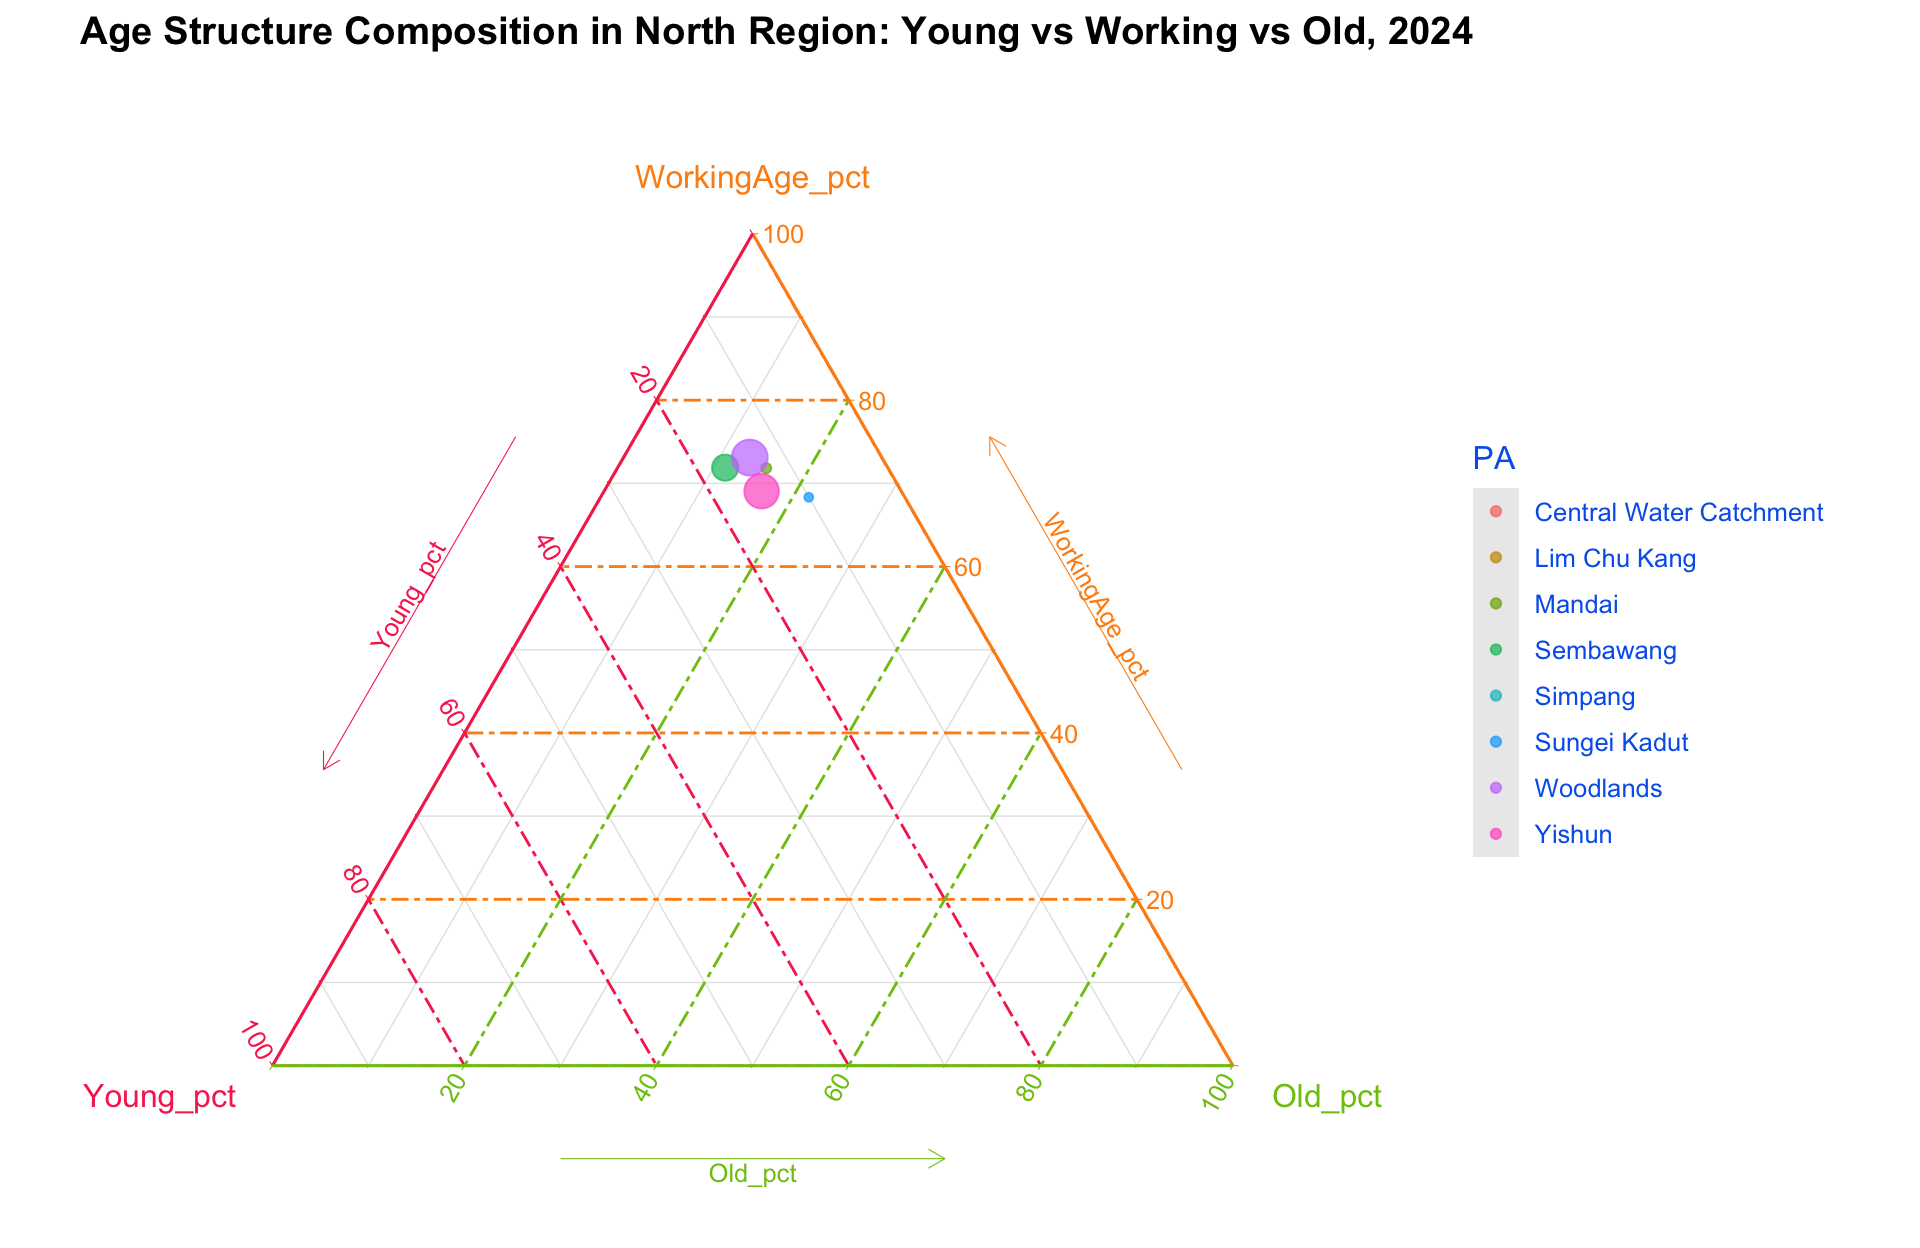 Age Structure Composition in North Region: Young vs Working vs Old, 2024
WorkingAge_pct
100
20
80
PA
Central Water Catchment
Lim Chu Kang
Mandai
Sembawang
Simpang
Sungei Kadut
Woodlands
Yishun
Young_pct
WorkingAge_pct
40
60
60
40
80
20
100
Young_pct
20
40
60
80
100
Old_pct
Old_pct